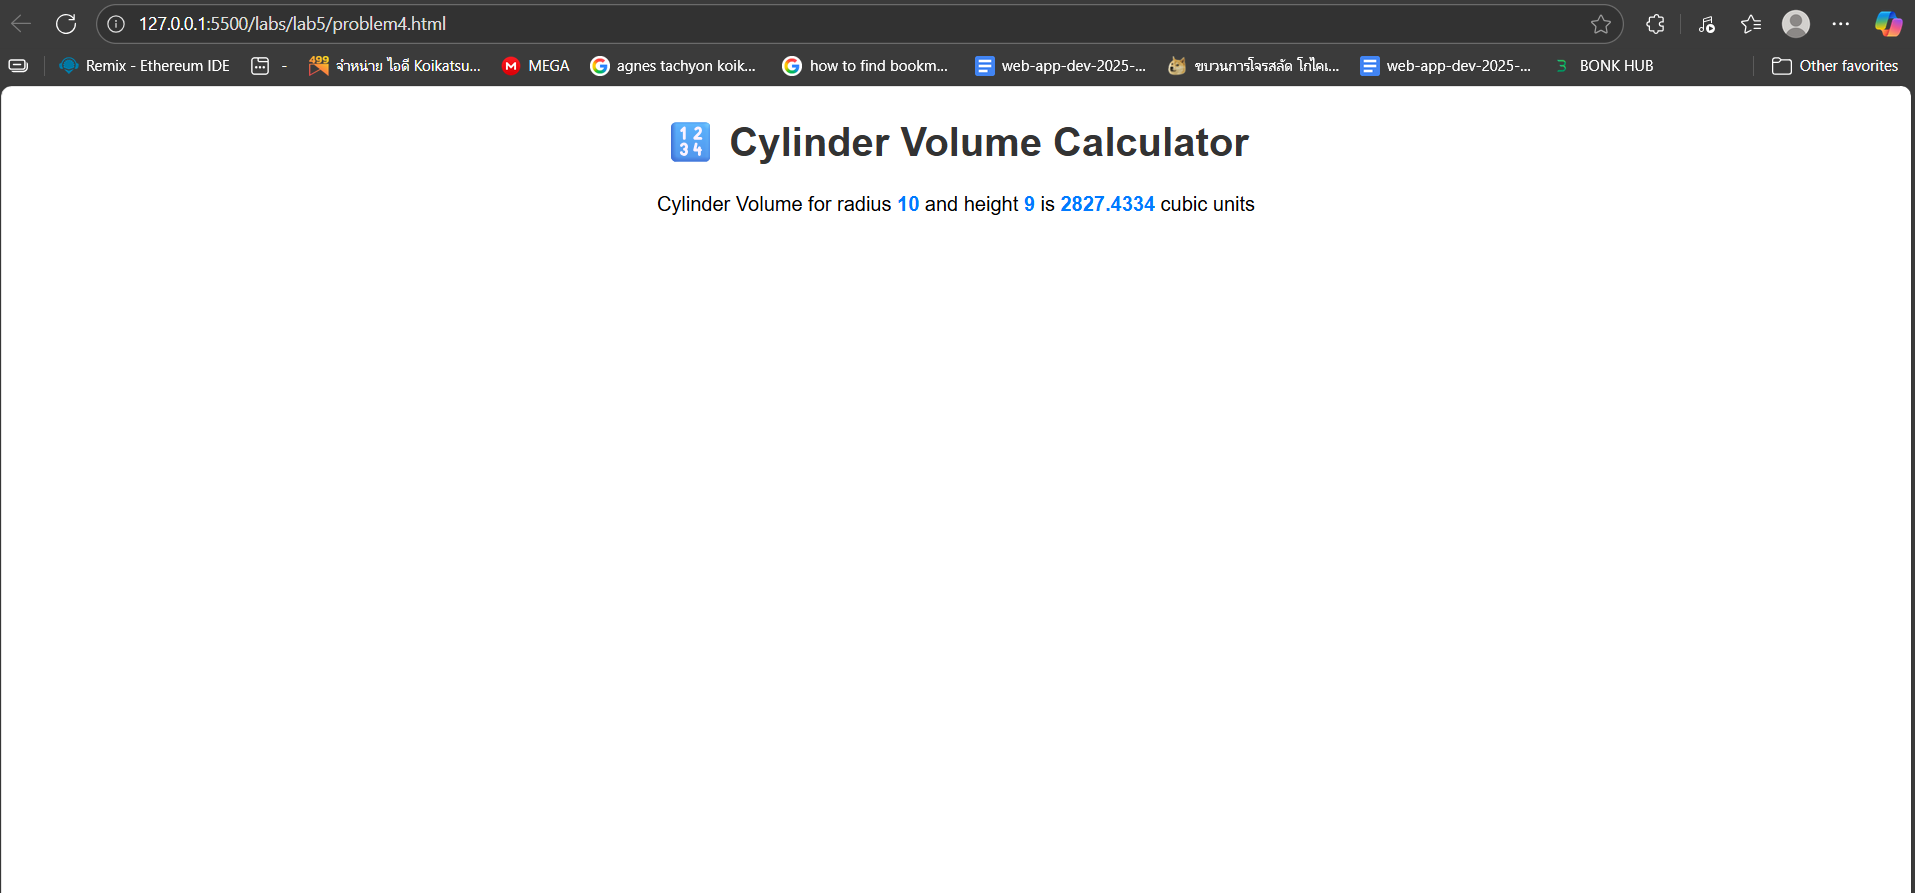 127.0.0.1:5500/labs/lab5/problem4.html
Remix - Ethereum IDE - 499 จำหน่าย ไอดี Koikatsu... M MEGA agnes tachyon koik... how to find bookm... web-app-dev-2025-... ขบวนการโจรสลัด โกไคเ... web-app-dev-2025-... BONK HUB Other favorites
1234 Cylinder Volume Calculator
Cylinder Volume for radius 10 and height 9 is 2827.4334 cubic units